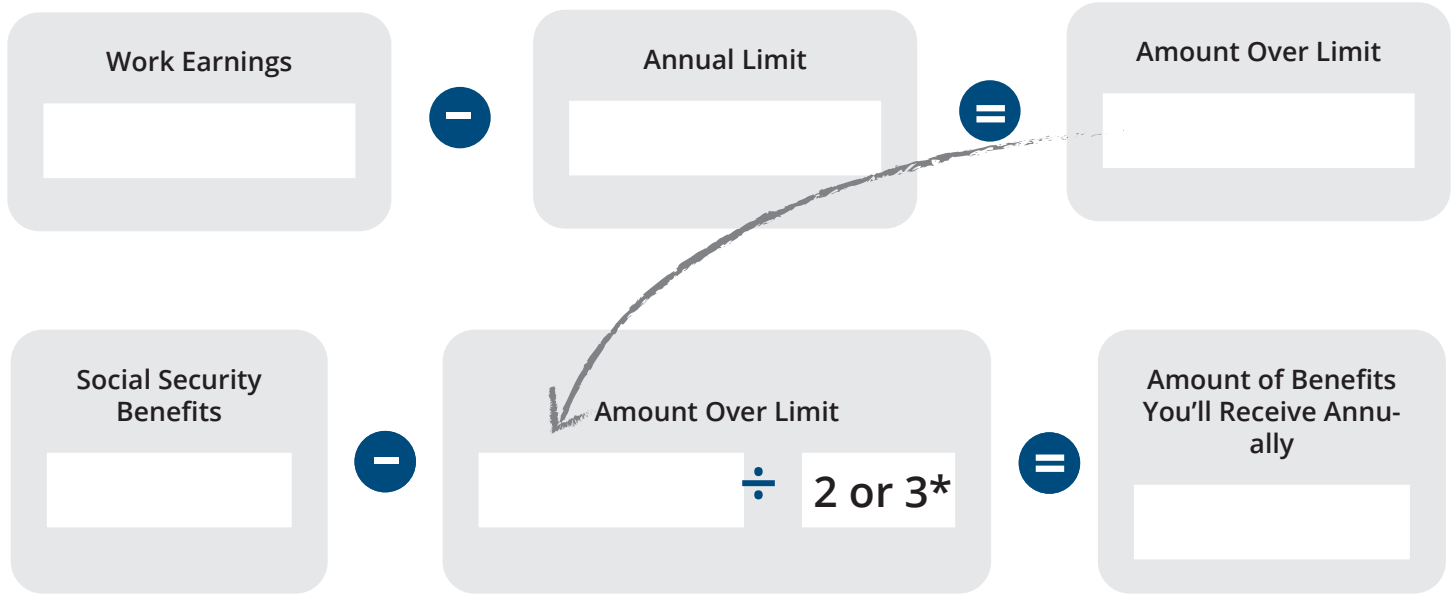 Work Earnings
-
Annual Limit
=
Amount Over Limit
Social Security
Benefits
-
Amount Over Limit
÷
2 or 3*
=
Amount of Benefits
You’ll Receive Annu-
ally